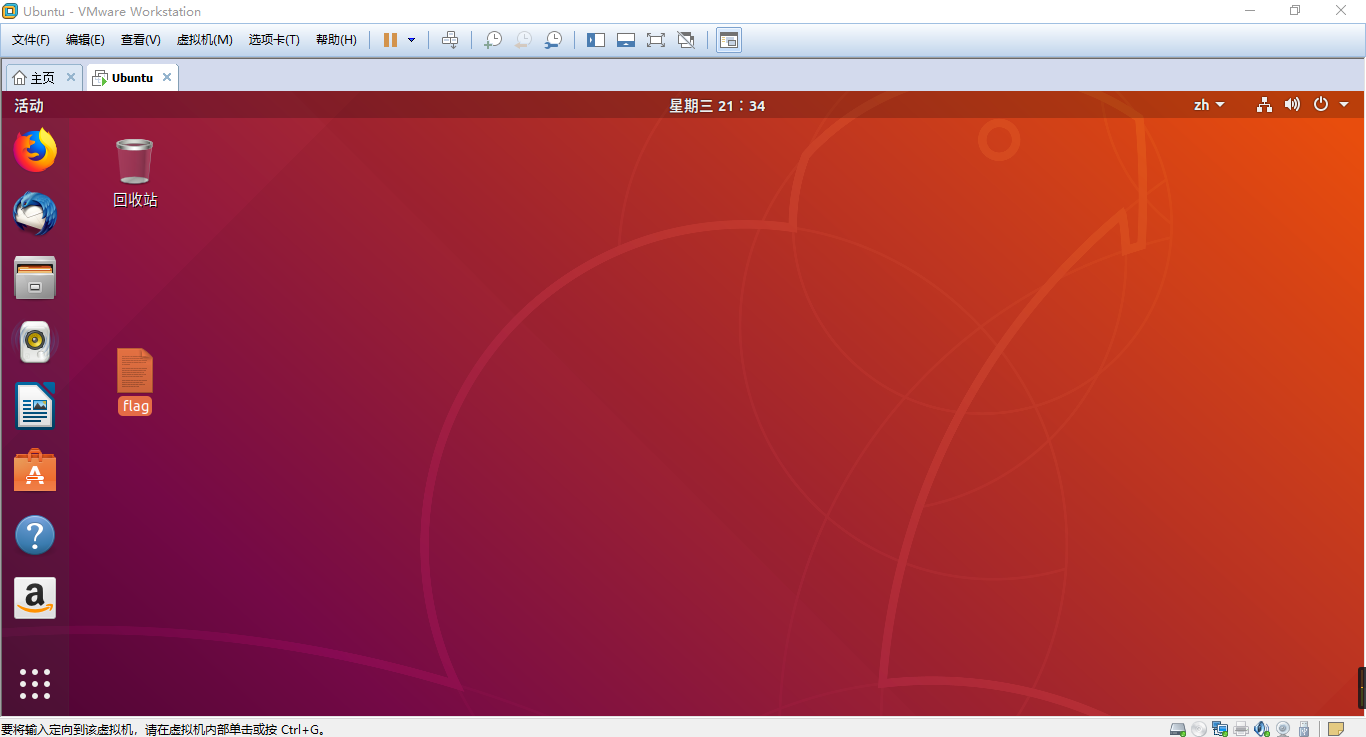 Ubuntu - VMware Workstation
文件(F) 编辑(E) 查看(V) 虚拟机(M) 选项卡(T) 帮助(H)
主页 Ubuntu
活动 星期三 21∶34 zh
回收站
flag
要将输入定向到该虚拟机，请在虚拟机内部单击或按 Ctrl+G。